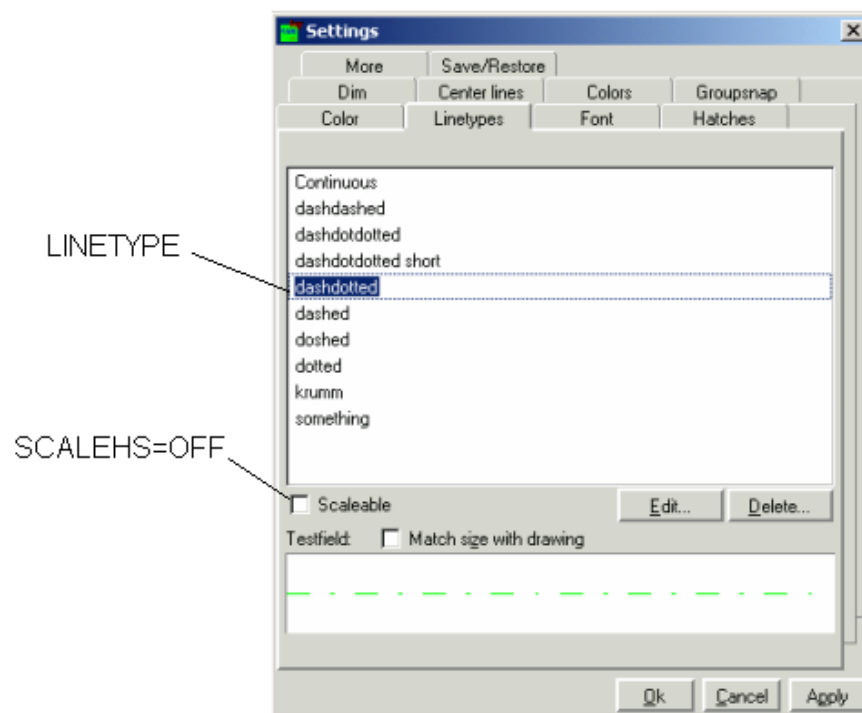 Settings
More Save/Restore
Dim Center lines Colors Groupsnap
Color Linetypes Font Hatches
Continuous
dashdashed
dashdotdotted
dashdotdotted short
LINETYPE
dashdotted
dashed
doshed
dotted
krumm
something
SCALEHS=OFF
Scaleable Edit... Delete...
Testfield: Match size with drawing
Ok Cancel Apply